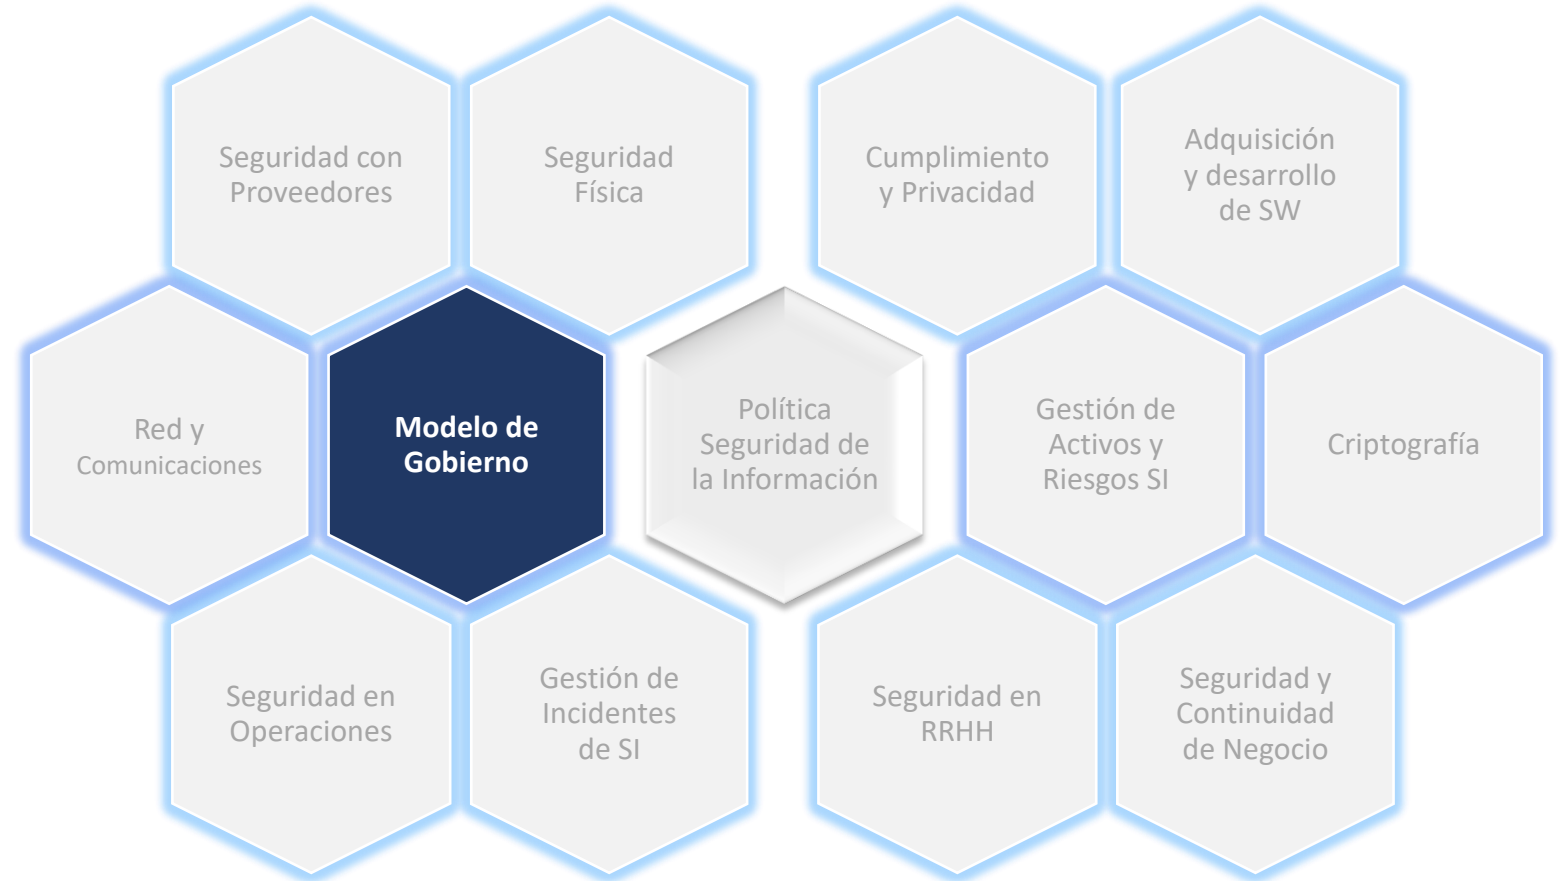 Seguridad con
Proveedores
Seguridad
Física
Cumplimiento
y Privacidad
Adquisición
y desarrollo
de SW
Red y
Comunicaciones
Modelo de
Gobierno
Política
Seguridad de
la Información
Gestión de
Activos y
Riesgos SI
Criptografía
Seguridad en
Operaciones
Gestión de
Incidentes
de SI
Seguridad en
RRHH
Seguridad y
Continuidad
de Negocio